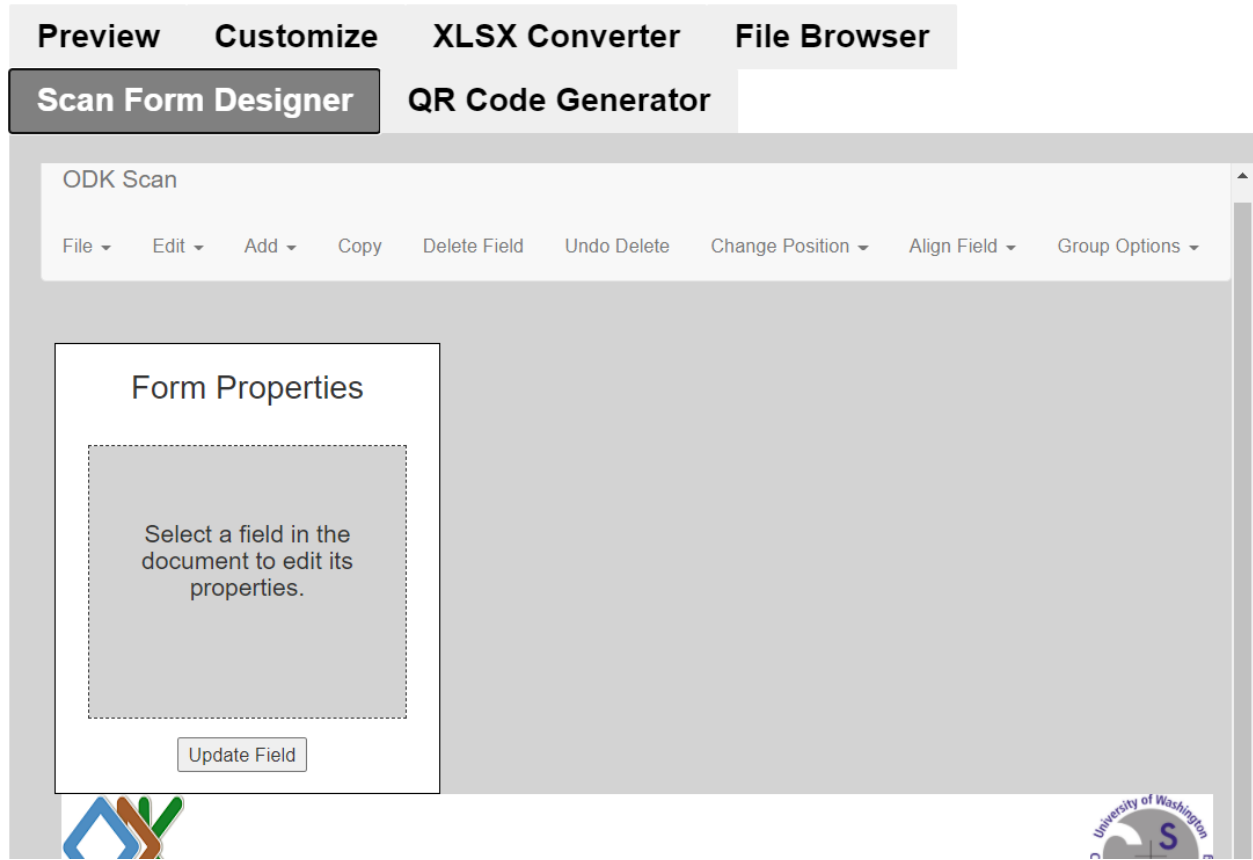 Preview Customize XLSX Converter File Browser
Scan Form Designer QR Code Generator
ODK Scan
File Edit Add Copy Delete Field Undo Delete Change Position Align Field Group Options
Form Properties
Select a field in the
document to edit its
properties.
Update Field
University of Washington
S